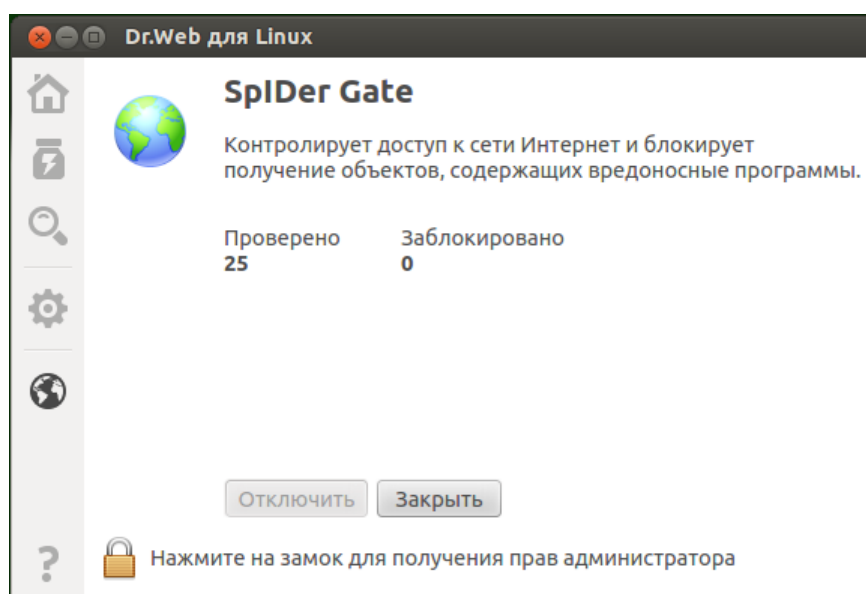 Dr.Web для Linux
SpIDer Gate
Контролирует доступ к сети Интернет и блокирует
получение объектов, содержащих вредоносные программы.
Проверено Заблокировано
25 0
Отключить Закрыть
? Нажмите на замок для получения прав администратора